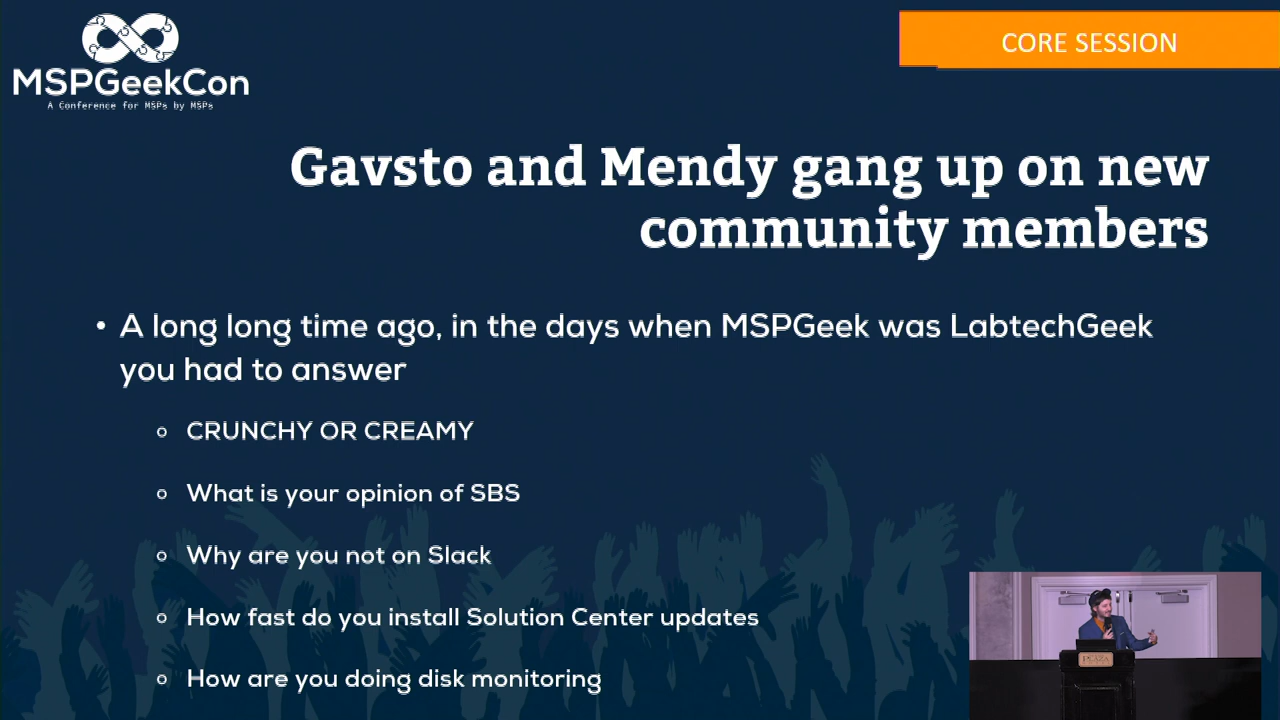 MSPGeekCon
A Conference for MSPs by MSPs
CORE SESSION
Gavsto and Mendy gang up on new
community members
• A long long time ago, in the days when MSPGeek was LabtechGeek
you had to answer
o CRUNCHY OR CREAMY
o What is your opinion of SBS
o Why are you not on Slack
o How fast do you install Solution Center updates
o How are you doing disk monitoring